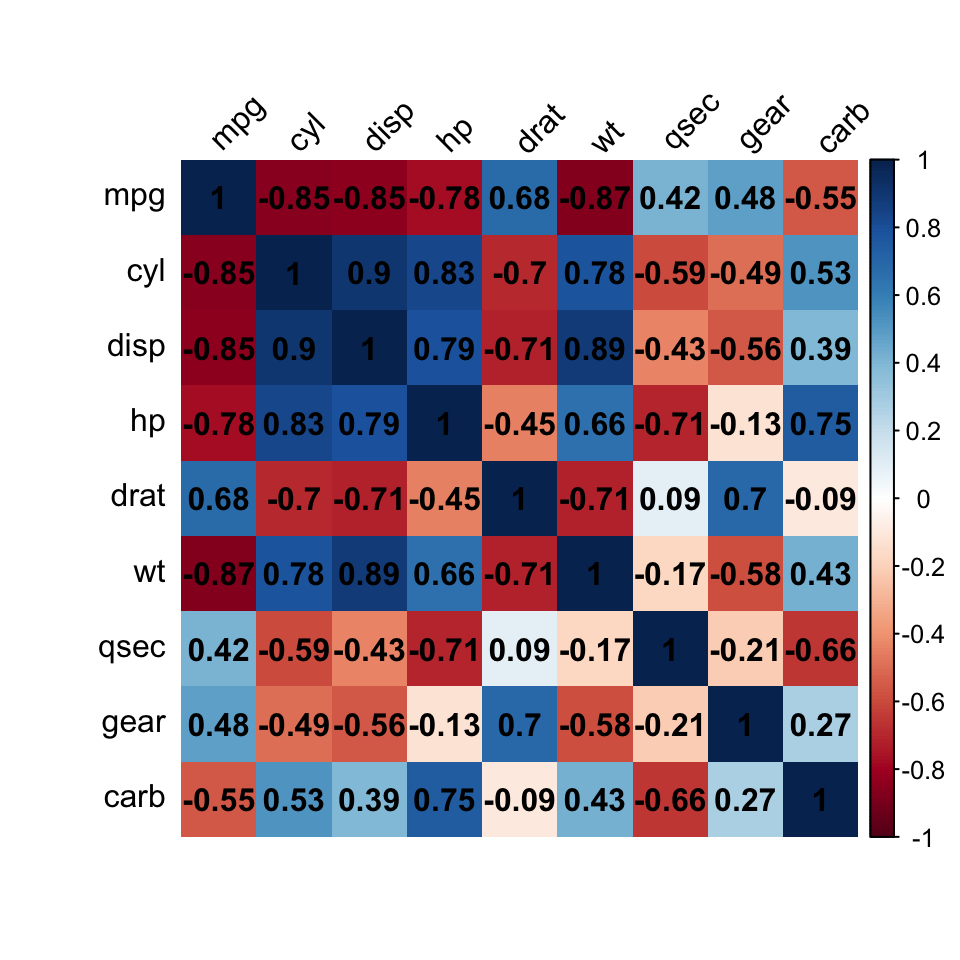 mpg cyl disp hp drat wt qsec gear carb
mpg 1 -0.85 -0.85 -0.78 0.68 -0.87 0.42 0.48 -0.55
cyl -0.85 1 0.9 0.83 -0.7 0.78 -0.59 -0.49 0.53
disp -0.85 0.9 1 0.79 -0.71 0.89 -0.43 -0.56 0.39
hp -0.78 0.83 0.79 1 -0.45 0.66 -0.71 -0.13 0.75
drat 0.68 -0.7 -0.71 -0.45 1 -0.71 0.09 0.7 -0.09
wt -0.87 0.78 0.89 0.66 -0.71 1 -0.17 -0.58 0.43
qsec 0.42 -0.59 -0.43 -0.71 0.09 -0.17 1 -0.21 -0.66
gear 0.48 -0.49 -0.56 -0.13 0.7 -0.58 -0.21 1 0.27
carb -0.55 0.53 0.39 0.75 -0.09 0.43 -0.66 0.27 1
1
0.8
0.6
0.4
0.2
0
-0.2
-0.4
-0.6
-0.8
-1